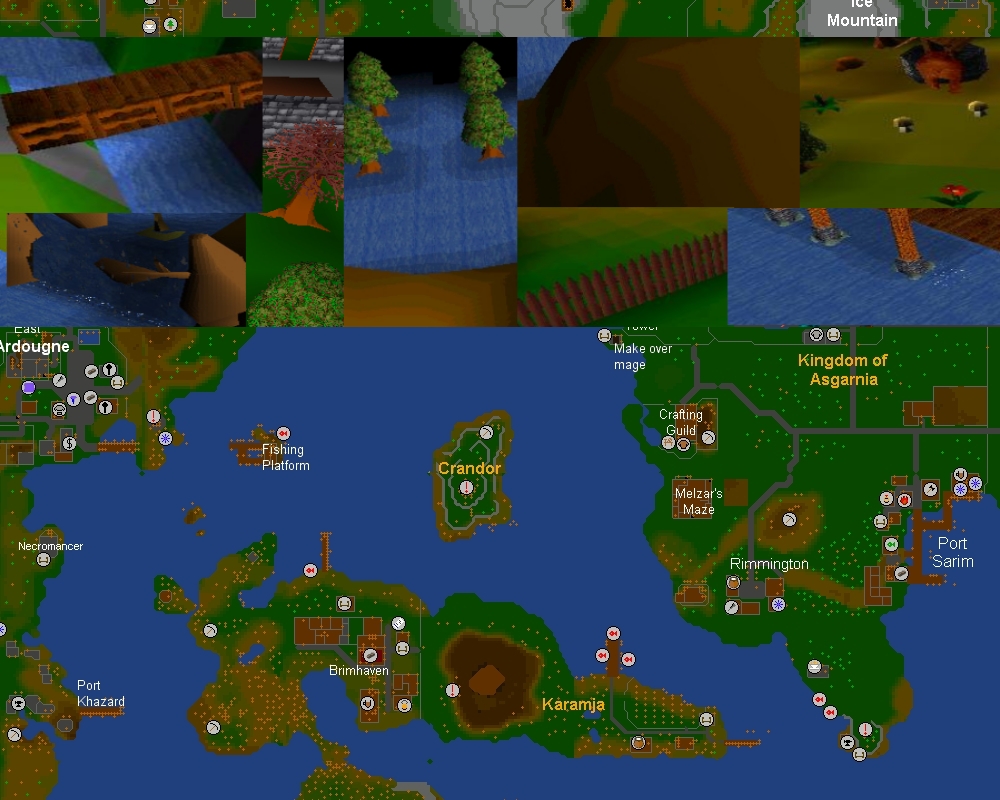 Ice
Mountain
East
Ardougne
Tower
Make over
mage
Kingdom of
Asgarnia
Crafting
Guild
Fishing
Platform
Crandor
Melzar's
Maze
Necromancer
Port
Sarim
Rimmington
Brimhaven
Port
Khazard
Karamja